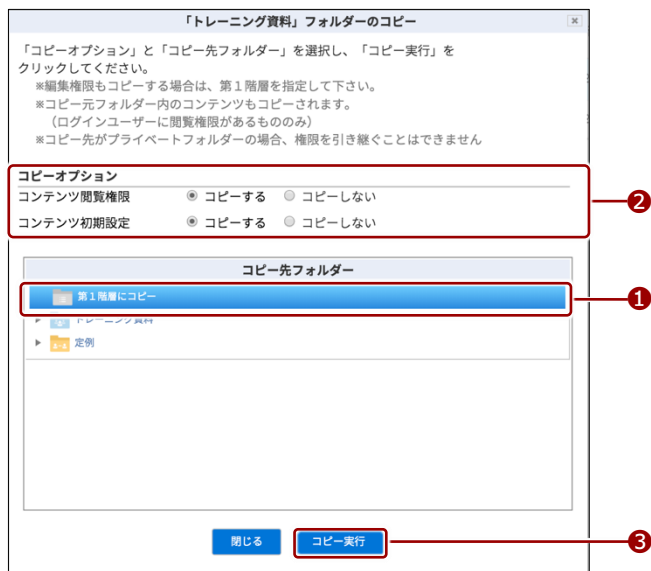 「トレーニング資料」フォルダーのコピー
「コピーオプション」と「コピー先フォルダー」を選択し、「コピー実行」を
クリックしてください。
※編集権限もコピーする場合は、第１階層を指定して下さい。
※コピー元フォルダー内のコンテンツもコピーされます。
（ログインユーザーに閲覧権限があるもののみ）
※コピー先がプライベートフォルダーの場合、権限を引き継ぐことはできません
コピーオプション
コンテンツ閲覧権限 コピーする コピーしない
コンテンツ初期設定 コピーする コピーしない
2
コピー先フォルダー
第１階層にコピー
1
トレーニング資料
定例
閉じる コピー実行
3